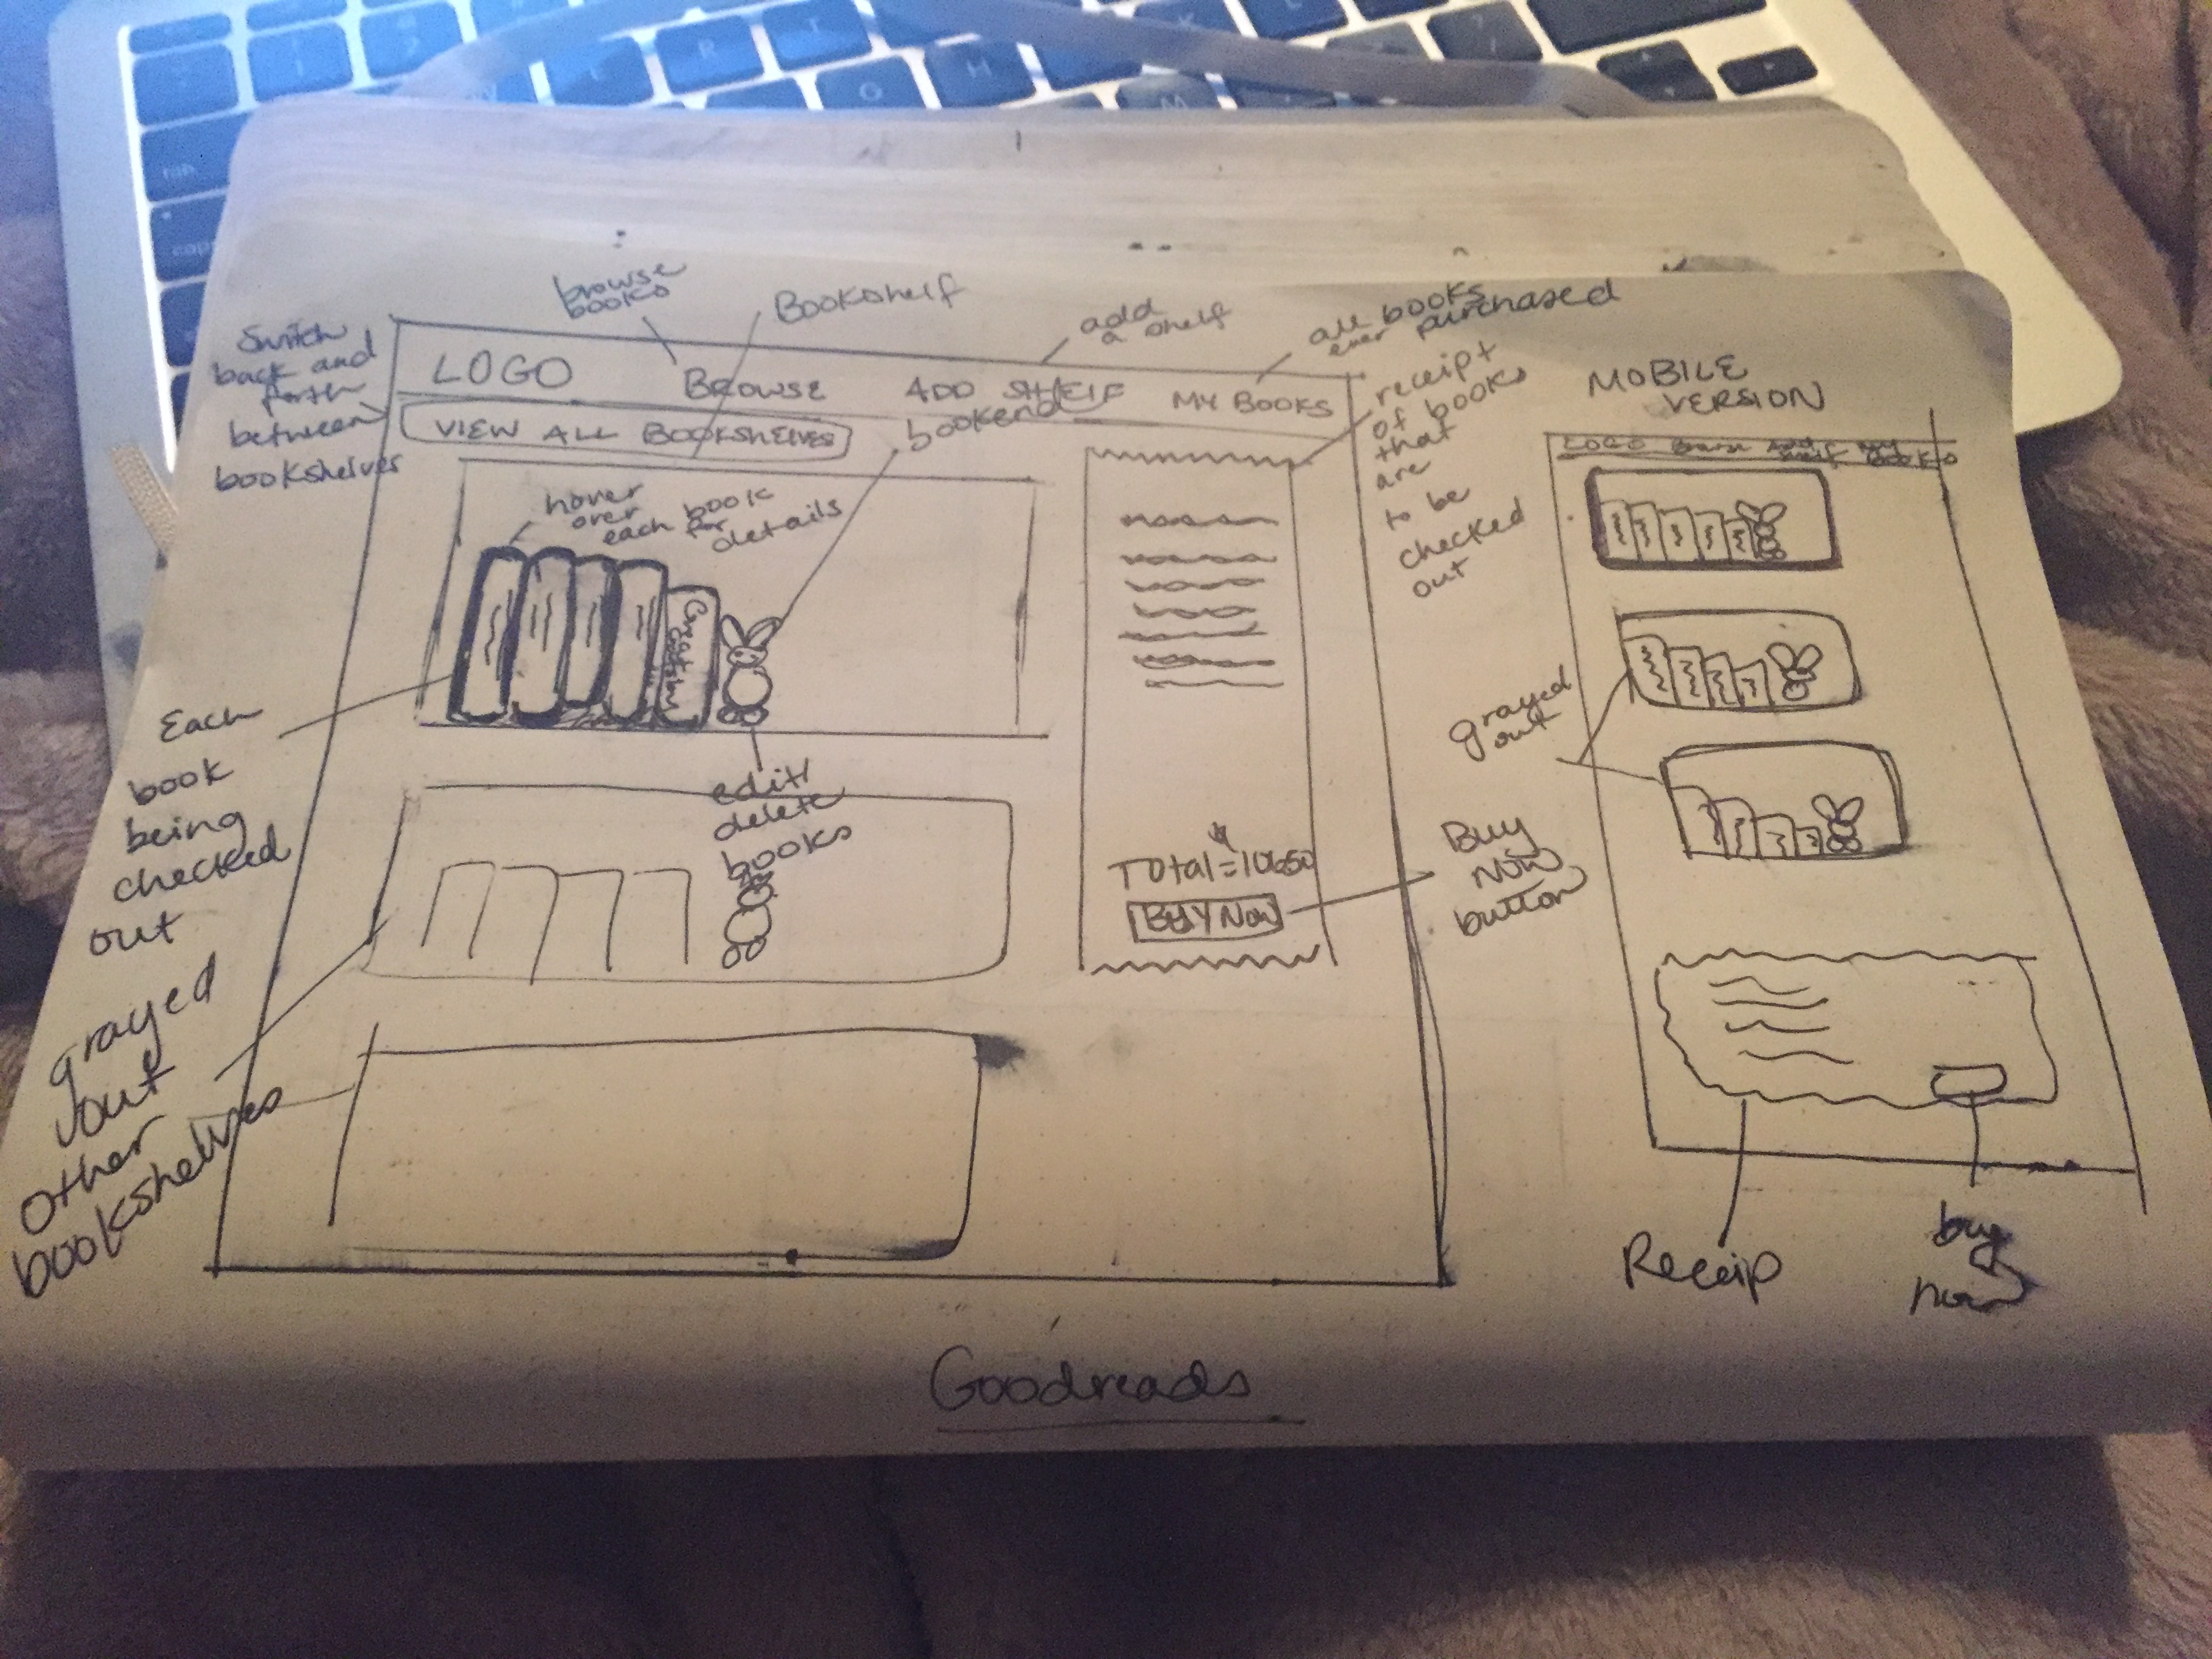 browse
books
Bookshelf
add
a shelf
all books
ever purchased
Switch
back and
forth
between
bookshelves
LOGO BROWSE ADD SHELF MY BOOKS
VIEW ALL BOOKSHELVES
bookend
hover
over
each book
for details
Each
book
being
checked
out
edit
delete
books
grayed
out
other
bookshelves
receipt
of books
that
are
to be
checked
out
Total = $
BUY NOW
Buy
Now
button
MOBILE
VERSION
LOGO
grayed
out
Receip
buy
now
Goodreads